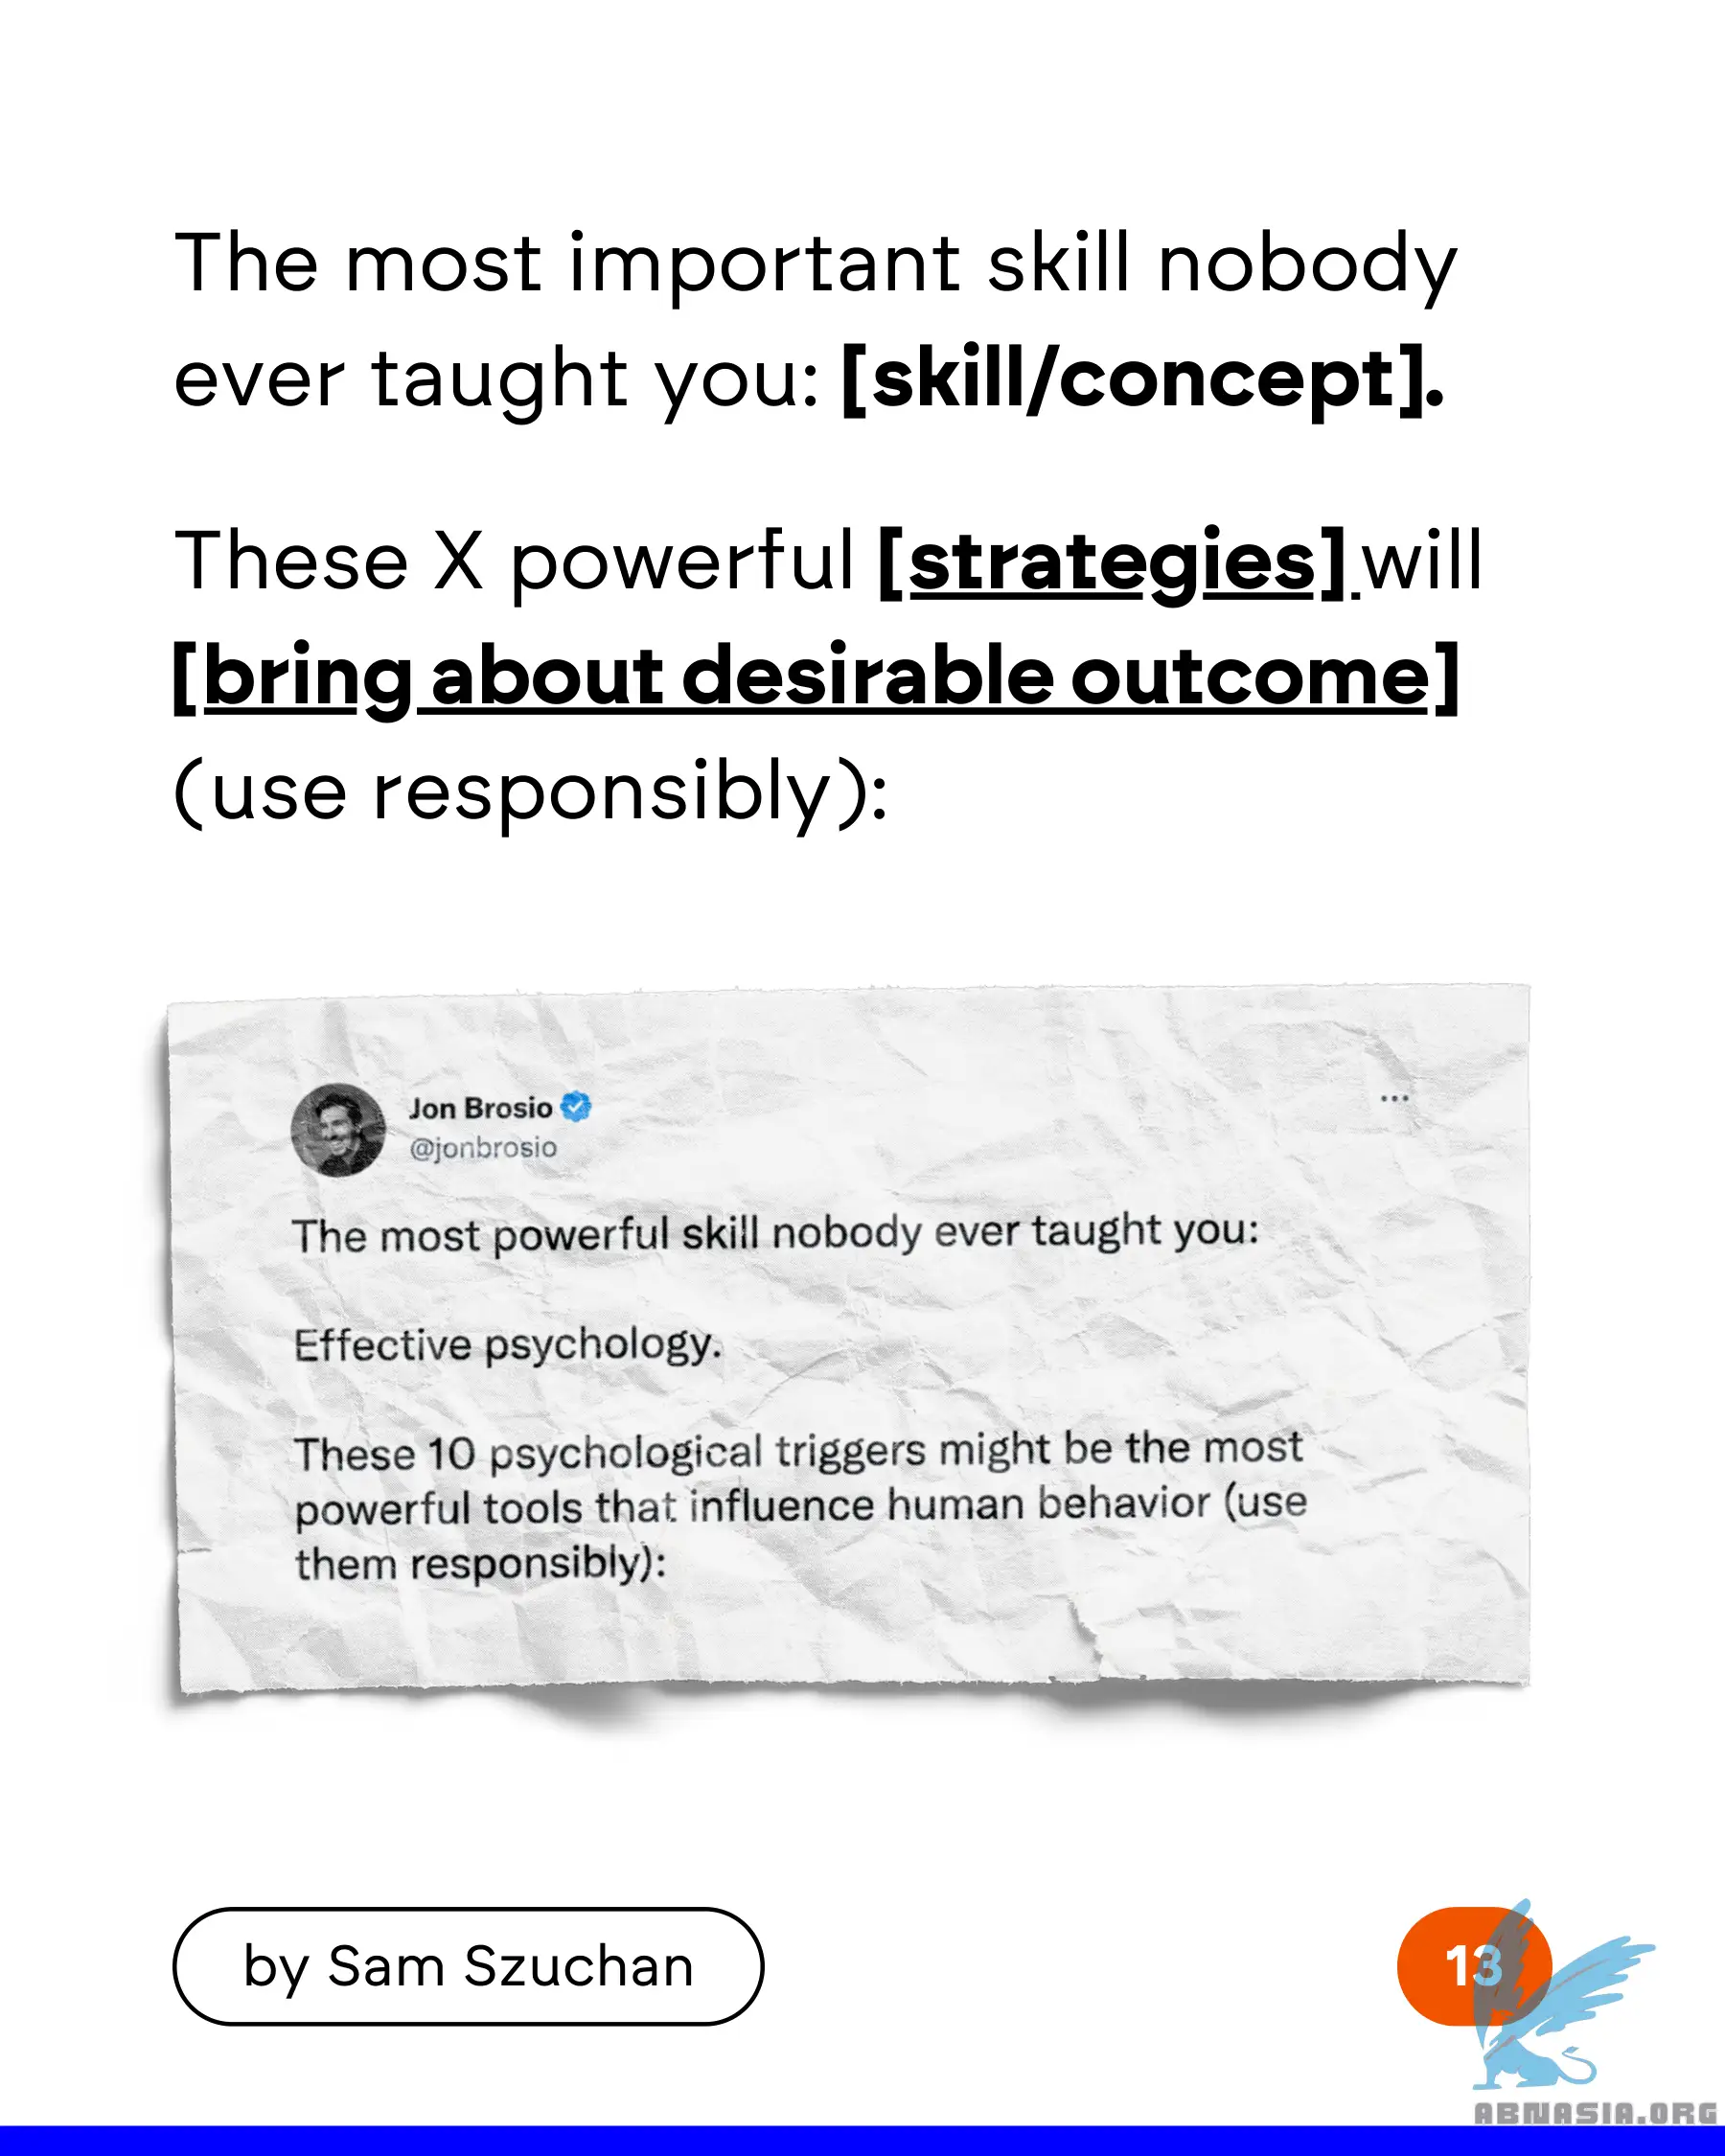 The most important skill nobody
ever taught you: [skill/concept].
These X powerful [strategies] will
[bring about desirable outcome]
(use responsibly):
Jon Brosio
@jonbrosio
...
The most powerful skill nobody ever taught you:
Effective psychology.
These 10 psychological triggers might be the most
powerful tools that influence human behavior (use
them responsibly):
by Sam Szuchan
13
ABNASIA.ORG